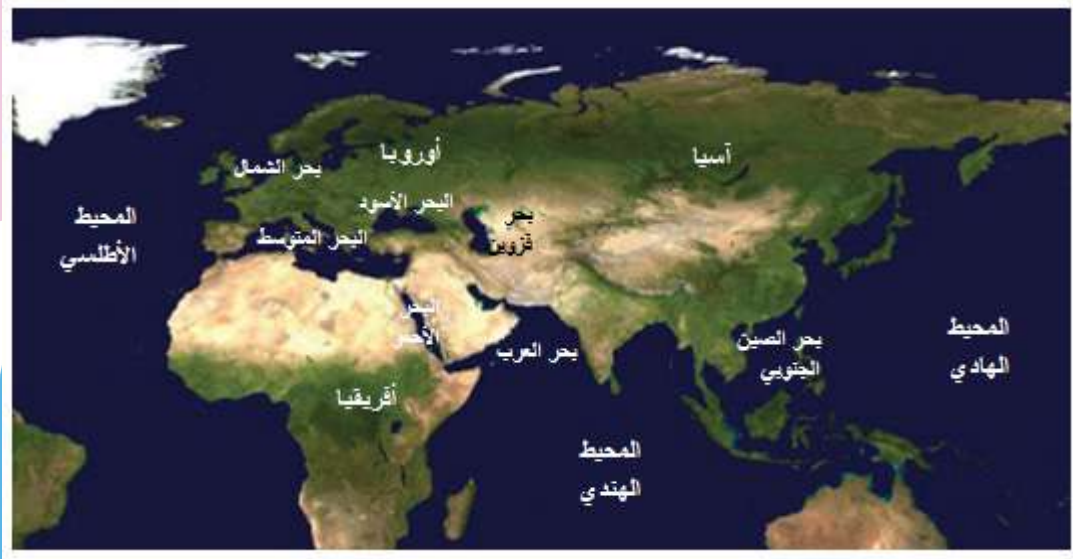 أوروبا
آسيا
بحر الشمال
البحر الأسود
المحيط
الأطلسي
بحر
قزوين
البحر المتوسط
البحر
الأحمر
المحيط
الهادي
بحر الصين
الجنوبي
بحر العرب
أفريقيا
المحيط
الهندي